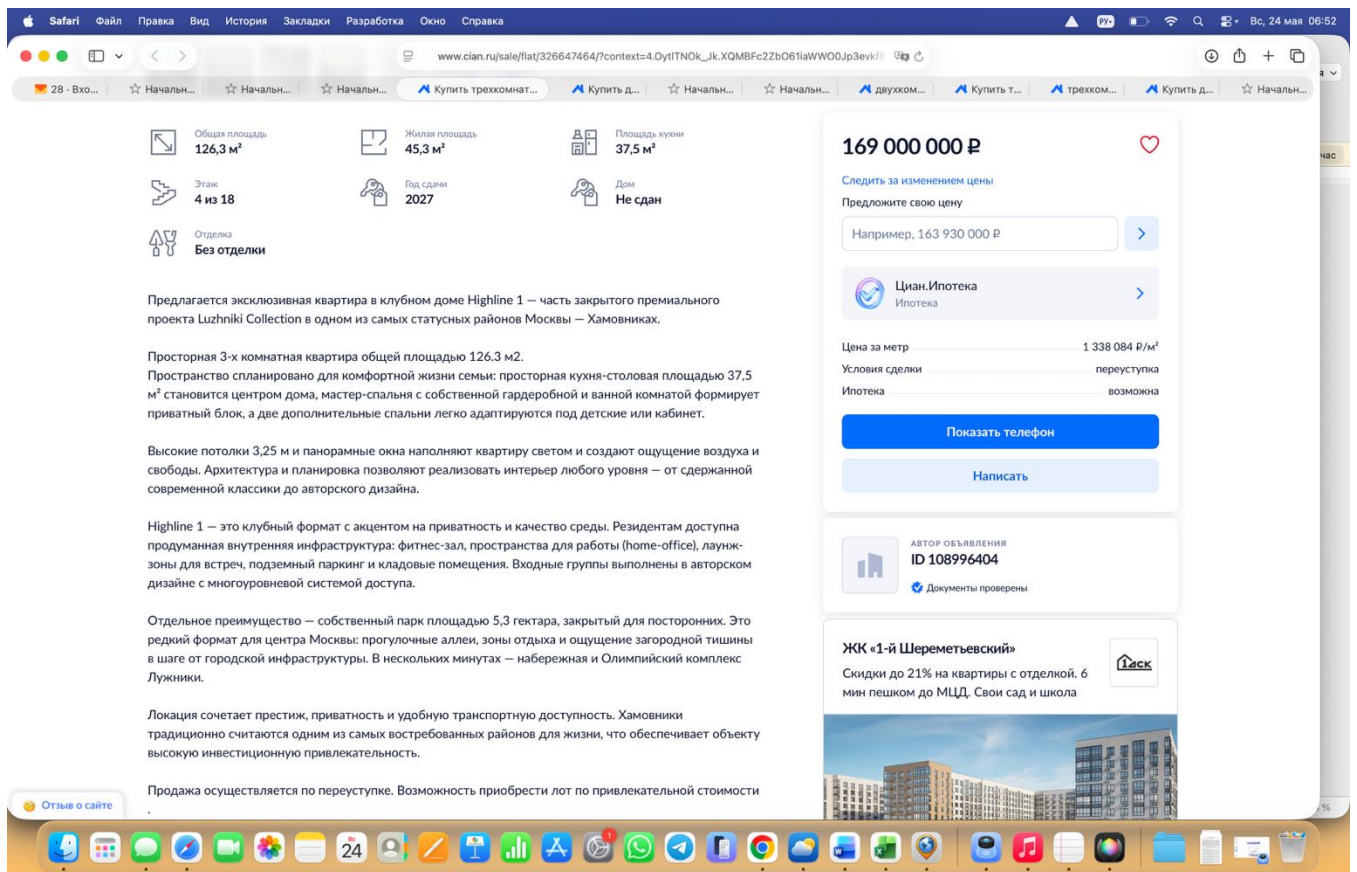 Safari Файл Правка Вид История Закладки Разработка Окно Справка
РУ Вс, 24 мая 06:52
www.cian.ru/sale/flat/326647464/?context=4.OytITNOk_Jk.XQMBFc2ZbO61iaWWO0Jp3evkf6
28 · Вхо... Начальн... Начальн... Начальн... Купить трехкомнат... Купить д... Начальн... Начальн... двухком... Купить т... трехком... Купить д... Начальн...
час
Общая площадь
126,3 м²
Жилая площадь
45,3 м²
Площадь кухни
37,5 м²
Этаж
4 из 18
Год сдачи
2027
Дом
Не сдан
Отделка
Без отделки
Предлагается эксклюзивная квартира в клубном доме Highline 1 — часть закрытого премиального
проекта Luzhniki Collection в одном из самых статусных районов Москвы — Хамовниках.
Просторная 3-х комнатная квартира общей площадью 126.3 м2.
Пространство спланировано для комфортной жизни семьи: просторная кухня-столовая площадью 37,5
м² становится центром дома, мастер-спальня с собственной гардеробной и ванной комнатой формирует
приватный блок, а две дополнительные спальни легко адаптируются под детские или кабинет.
Высокие потолки 3,25 м и панорамные окна наполняют квартиру светом и создают ощущение воздуха и
свободы. Архитектура и планировка позволяют реализовать интерьер любого уровня — от сдержанной
современной классики до авторского дизайна.
Highline 1 — это клубный формат с акцентом на приватность и качество среды. Резидентам доступна
продуманная внутренняя инфраструктура: фитнес-зал, пространства для работы (home-office), лаунж-
зоны для встреч, подземный паркинг и кладовые помещения. Входные группы выполнены в авторском
дизайне с многоуровневой системой доступа.
Отдельное преимущество — собственный парк площадью 5,3 гектара, закрытый для посторонних. Это
редкий формат для центра Москвы: прогулочные аллеи, зоны отдыха и ощущение загородной тишины
в шаге от городской инфраструктуры. В нескольких минутах — набережная и Олимпийский комплекс
Лужники.
Локация сочетает престиж, приватность и удобную транспортную доступность. Хамовники
традиционно считаются одним из самых востребованных районов для жизни, что обеспечивает объекту
высокую инвестиционную привлекательность.
Продажа осуществляется по переуступке. Возможность приобрести лот по привлекательной стоимости
.
169 000 000 ₽
Следить за изменением цены
Предложите свою цену
Например, 163 930 000 ₽
Циан.Ипотека
Ипотека
Цена за метр 1 338 084 ₽/м²
Условия сделки переуступка
Ипотека возможна
Показать телефон
Написать
АВТОР ОБЪЯВЛЕНИЯ
ID 108996404
Документы проверены
ЖК «1-й Шереметьевский»
Скидки до 21% на квартиры с отделкой. 6
мин пешком до МЦД. Свои сад и школа
1ДСК
Отзыв о сайте
%
24